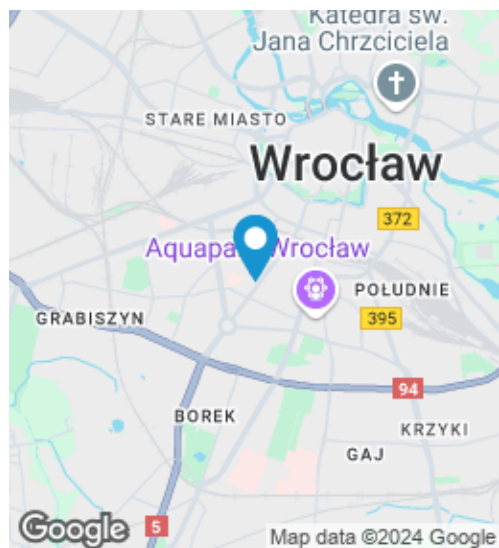 Katedra św.
Jana Chrzciciela
STARE MIASTO
Wrocław
372
Aquapa Wrocław
POŁUDNIE
GRABISZYN
395
94
BOREK
KRZYKI
GAJ
5
Google
Map data ©2024 Google